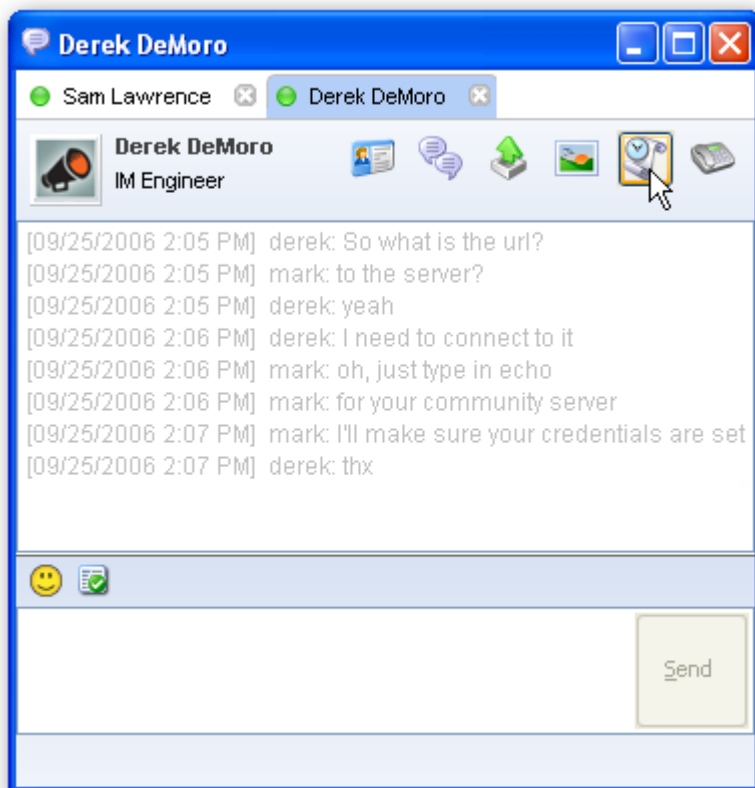 Derek DeMoro
Sam Lawrence
Derek DeMoro
Derek DeMoro
IM Engineer
[09/25/2006 2:05 PM] derek: So what is the url?
[09/25/2006 2:05 PM] mark: to the server?
[09/25/2006 2:05 PM] derek: yeah
[09/25/2006 2:06 PM] derek: I need to connect to it
[09/25/2006 2:06 PM] mark: oh, just type in echo
[09/25/2006 2:06 PM] mark: for your community server
[09/25/2006 2:07 PM] mark: I'll make sure your credentials are set
[09/25/2006 2:07 PM] derek: thx
Send